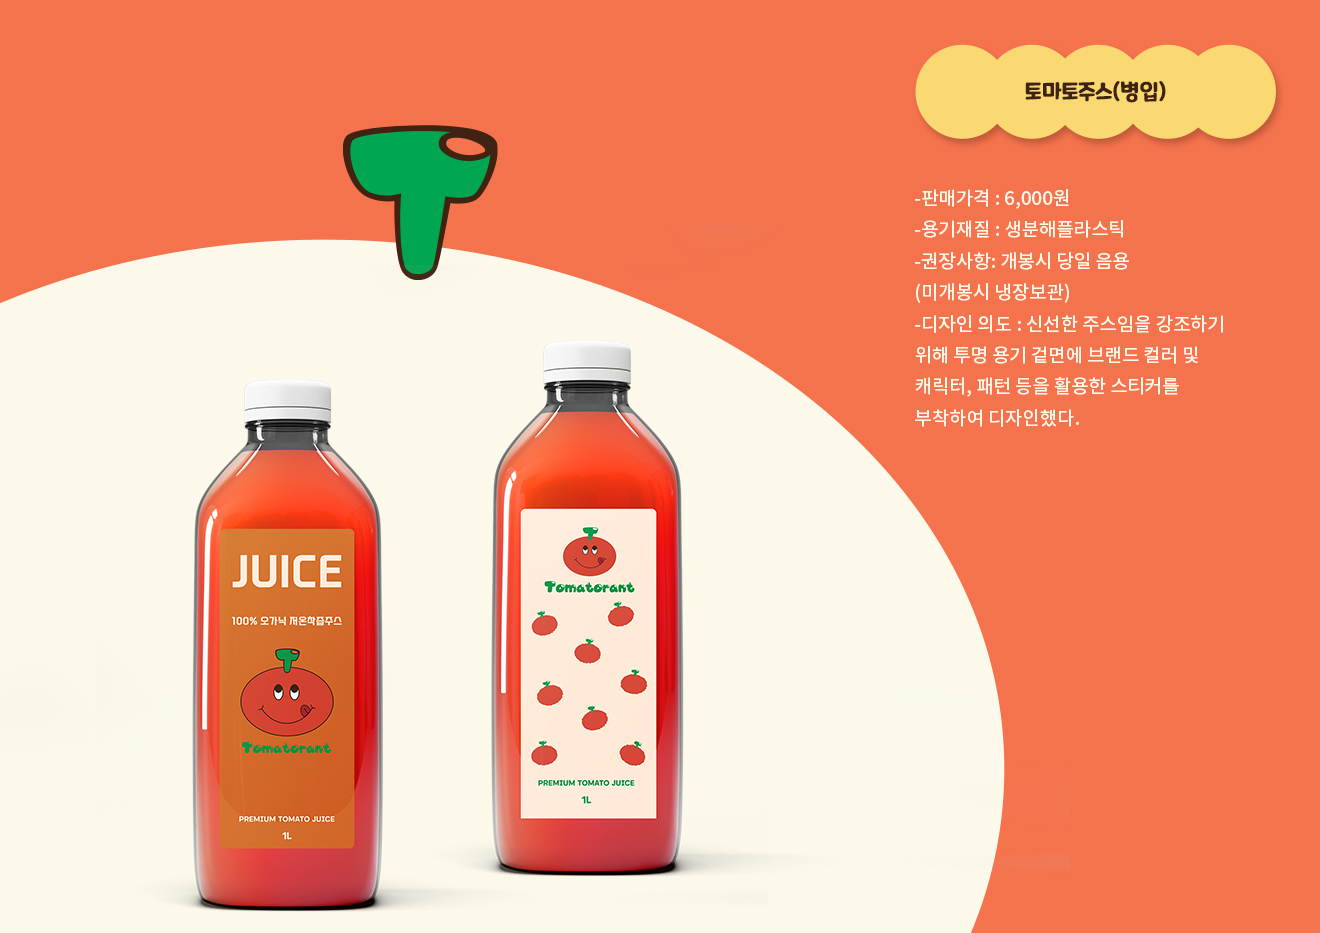 토마토주스(병입)
-판매가격 : 6,000원
-용기재질 : 생분해플라스틱
-권장사항: 개봉시 당일 음용
(미개봉시 냉장보관)
-디자인 의도 : 신선한 주스임을 강조하기
위해 투명 용기 겉면에 브랜드 컬러 및
캐릭터, 패턴 등을 활용한 스티커를
부착하여 디자인했다.
JUICE
100% 오가닉 저온착즙주스
Tomatorant
PREMIUM TOMATO JUICE
1L
Tomatorant
PREMIUM TOMATO JUICE
1L